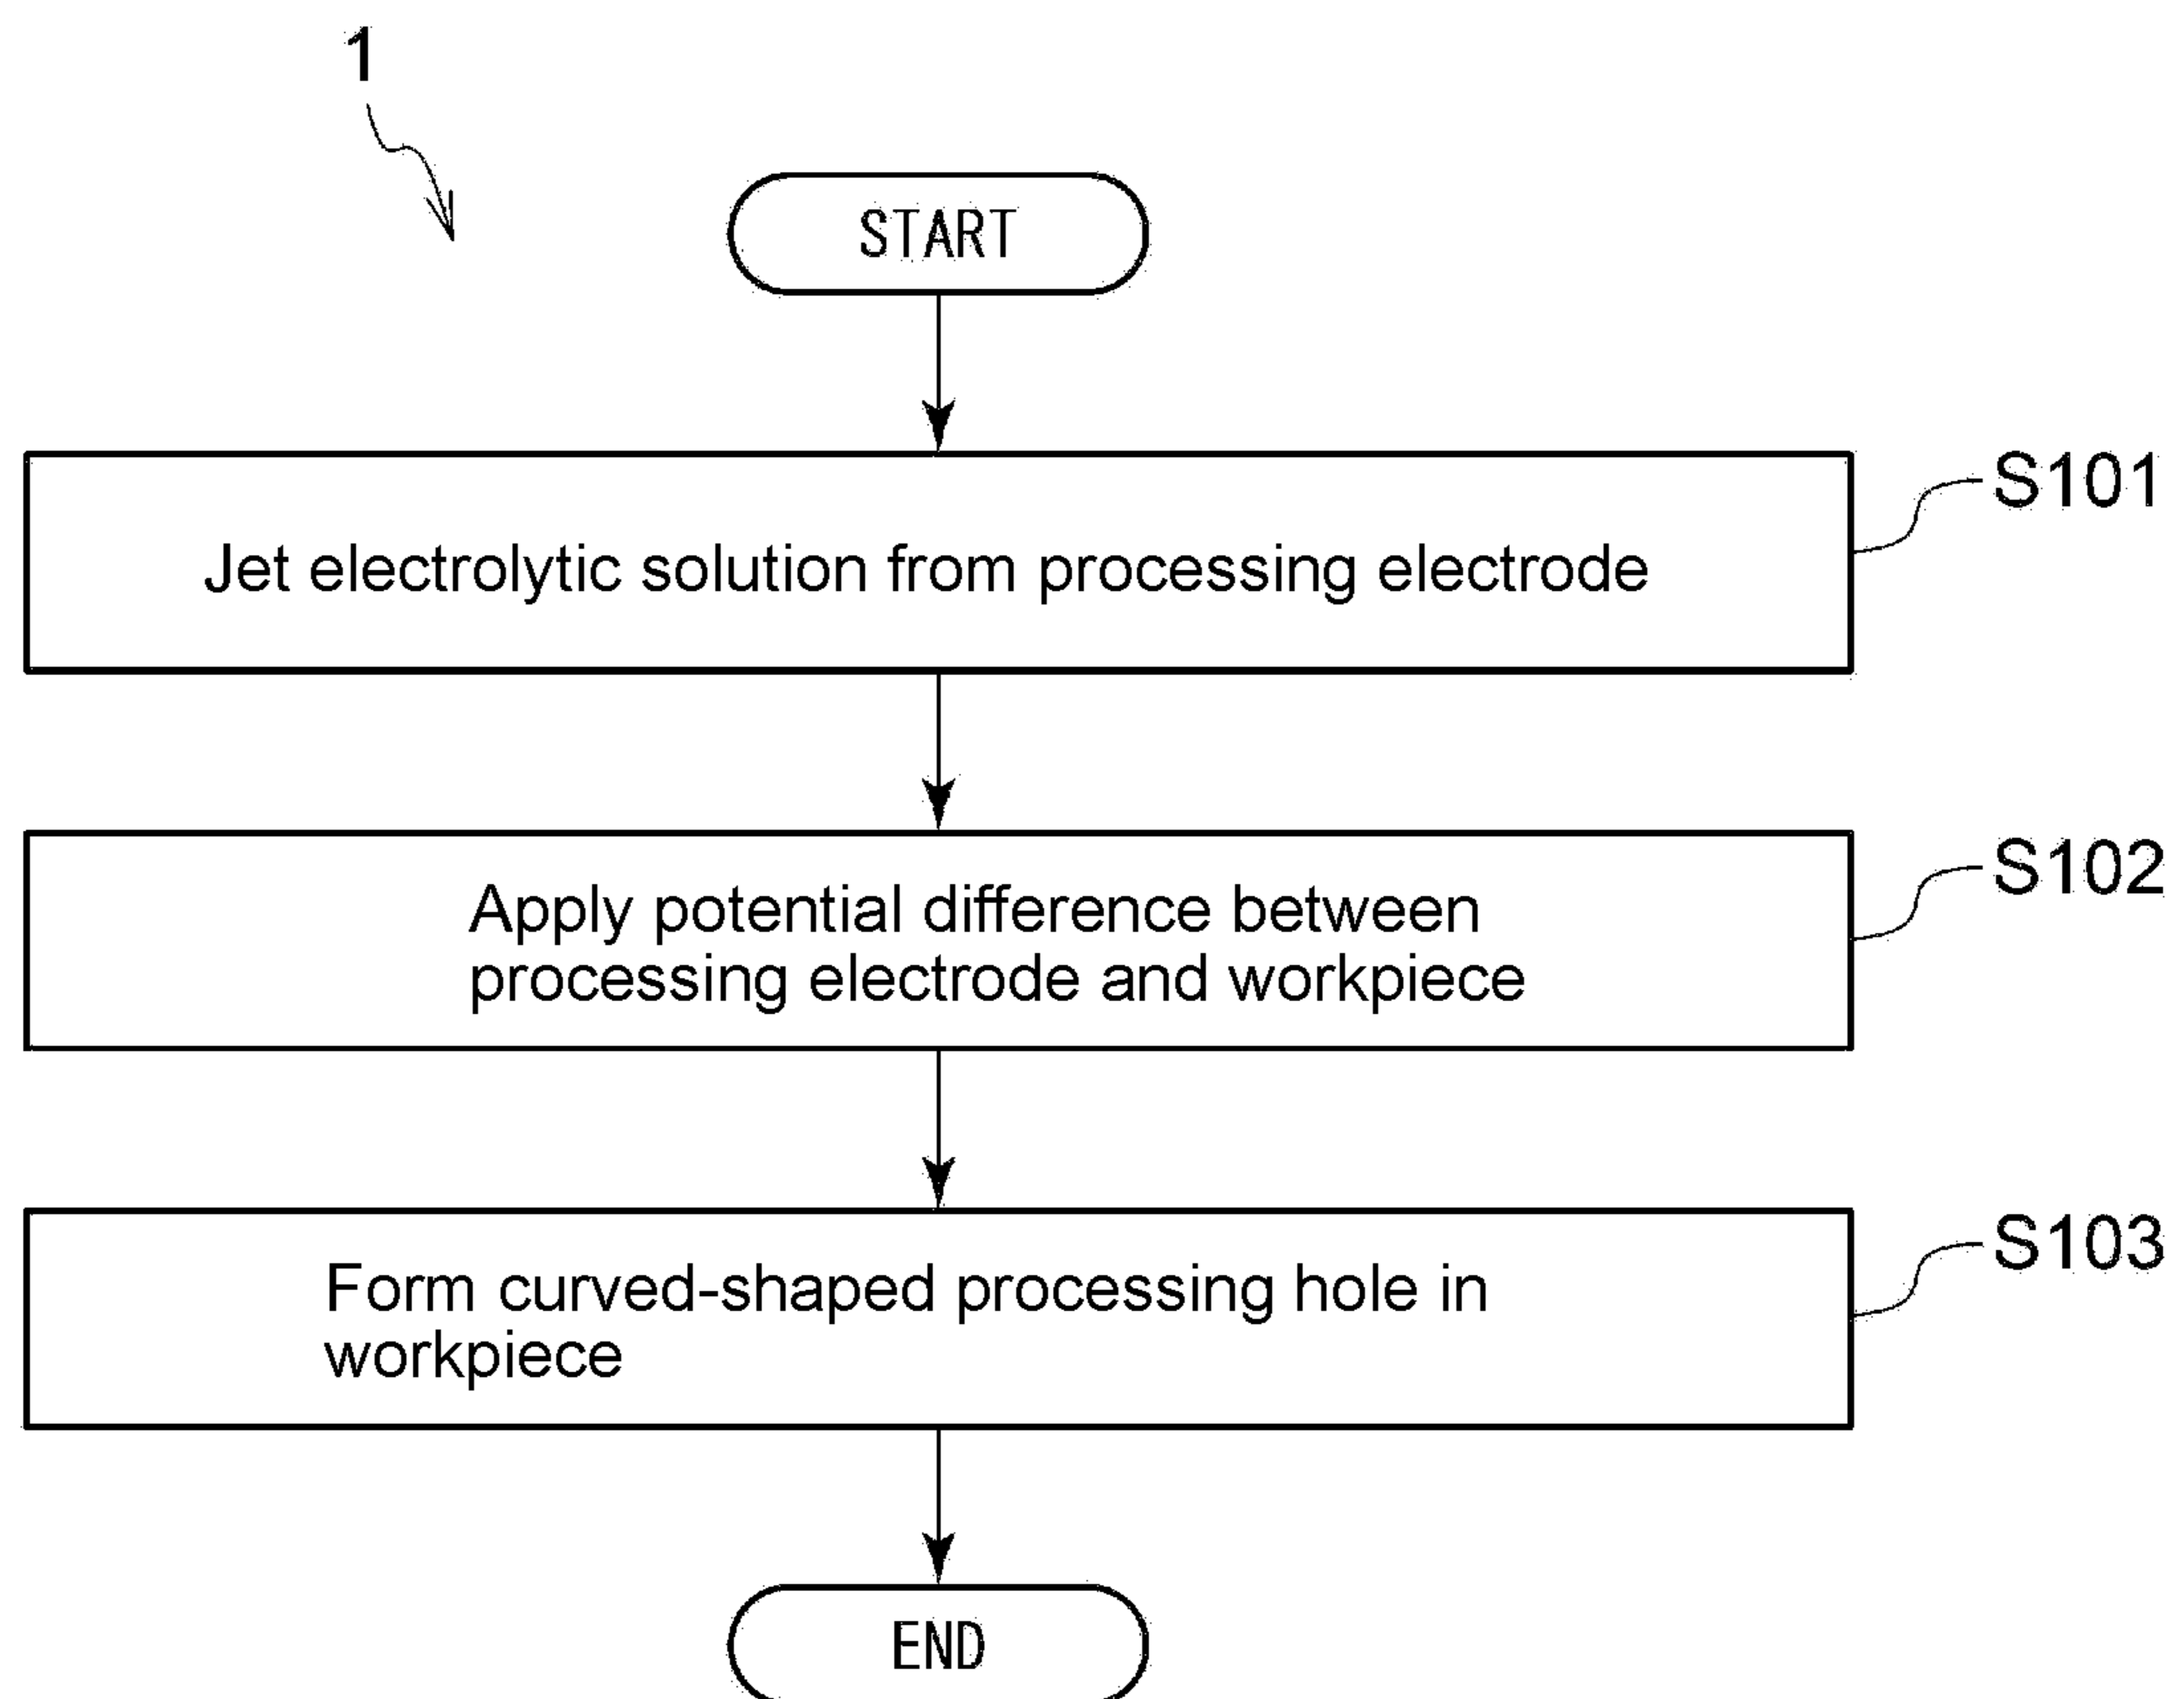 1
START
S101
Jet electrolytic solution from processing electrode
S102
Apply potential difference between
processing electrode and workpiece
S103
Form curved-shaped processing hole in
workpiece
END